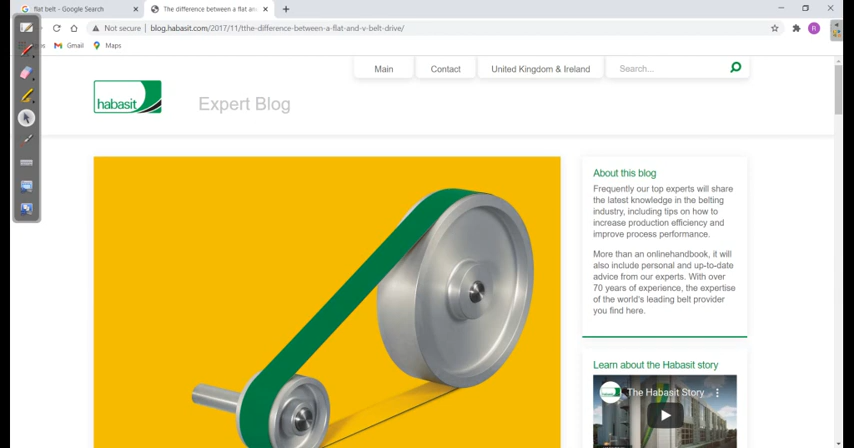 flat belt - Google Search
The difference between a flat an
Not secure
blog.habasit.com/2017/11/tthe-difference-between-a-flat-and-v-belt-drive/
R
Gmail
Maps
Main
Contact
United Kingdom & Ireland
Search...
habasit
Expert Blog
About this blog
Frequently our top experts will share
the latest knowledge in the belting
industry, including tips on how to
increase production efficiency and
improve process performance.
More than an onlinehandbook, it will
also include personal and up-to-date
advice from our experts. With over
70 years of experience, the expertise
of the world's leading belt provider
you find here.
Learn about the Habasit story
The Habasit Story